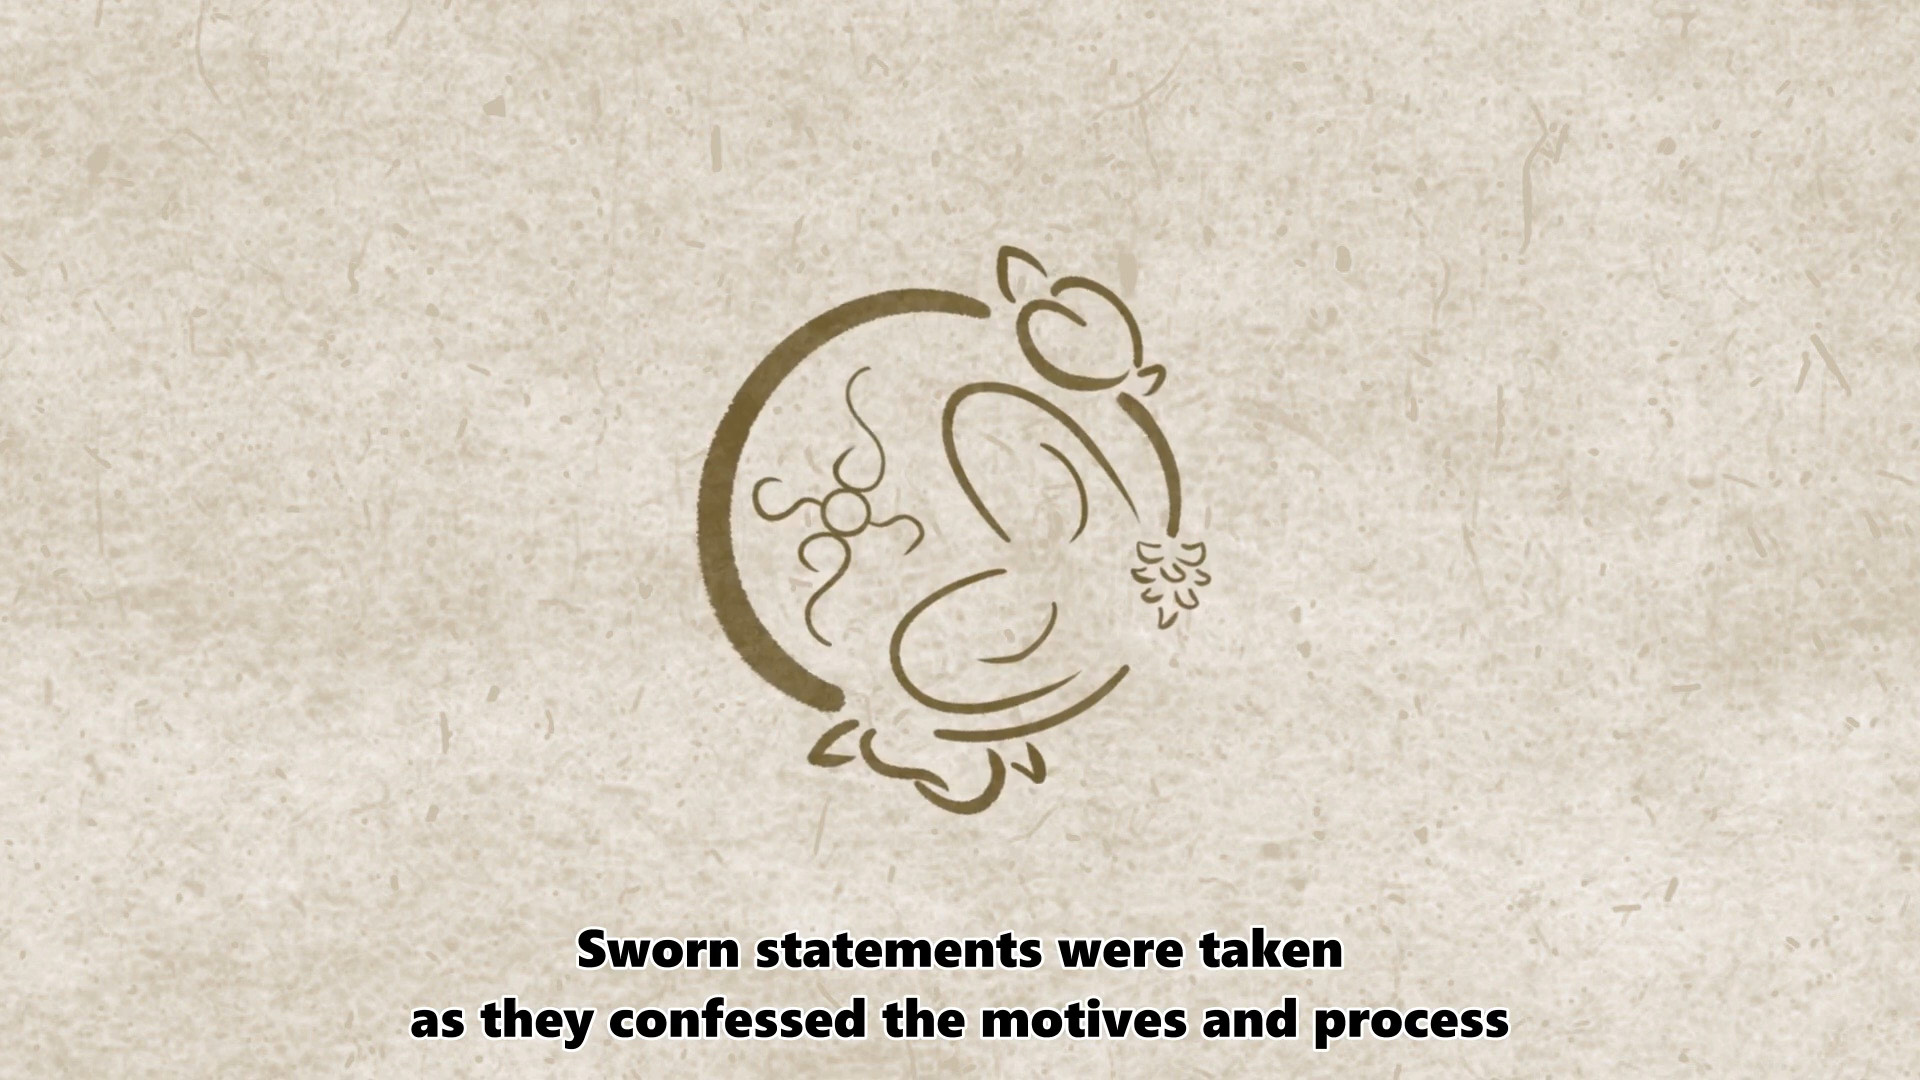 Sworn statements were taken
as they confessed the motives and process